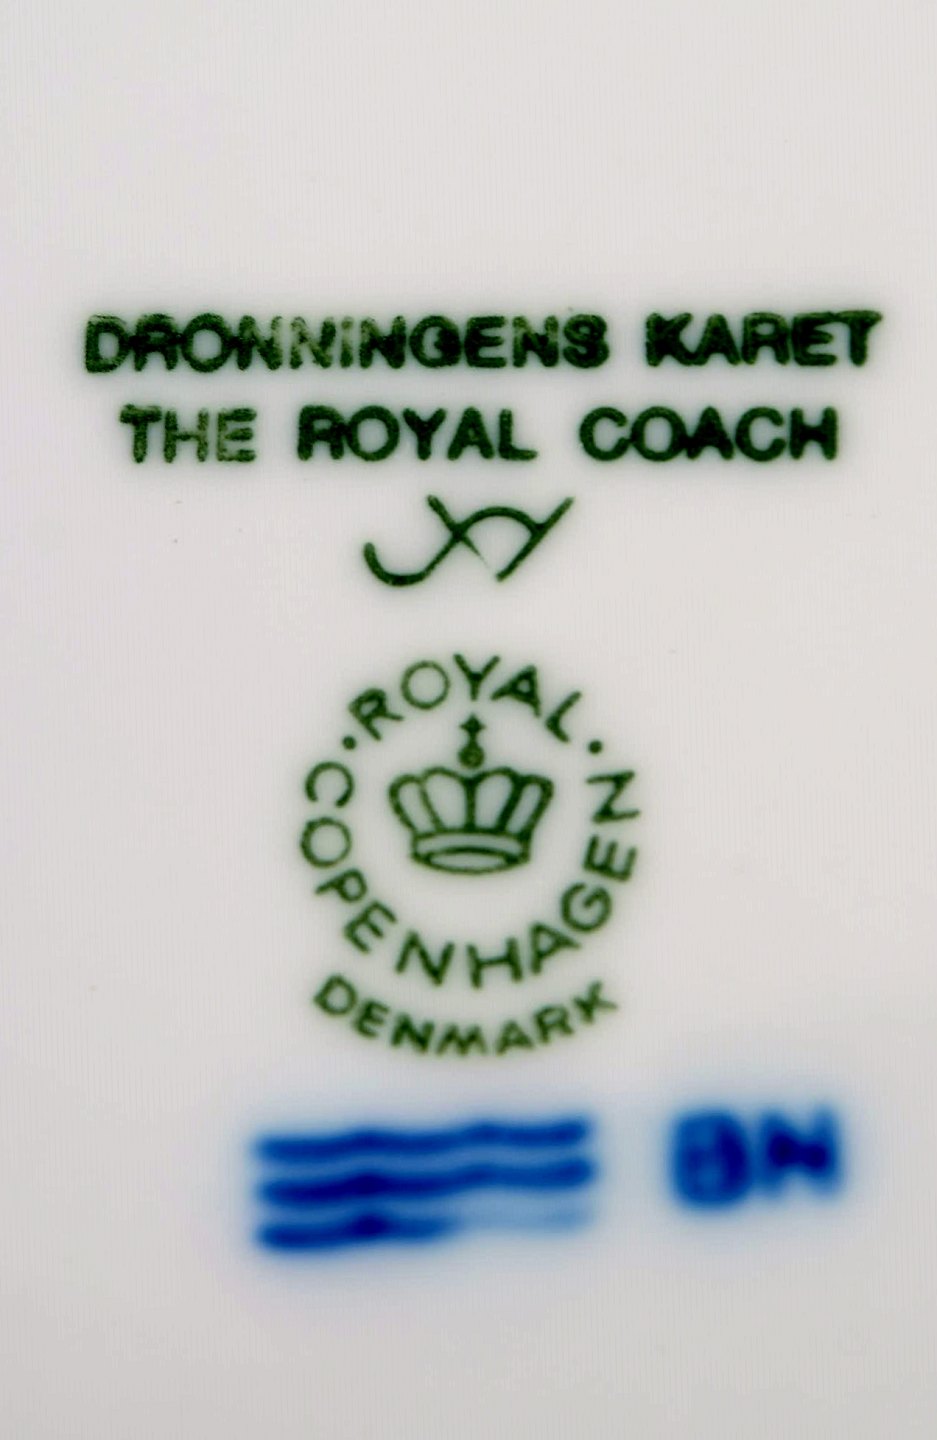 DRONNINGENS KARET
THE ROYAL COACH
· ROYAL ·
COPENHAGEN
DENMARK